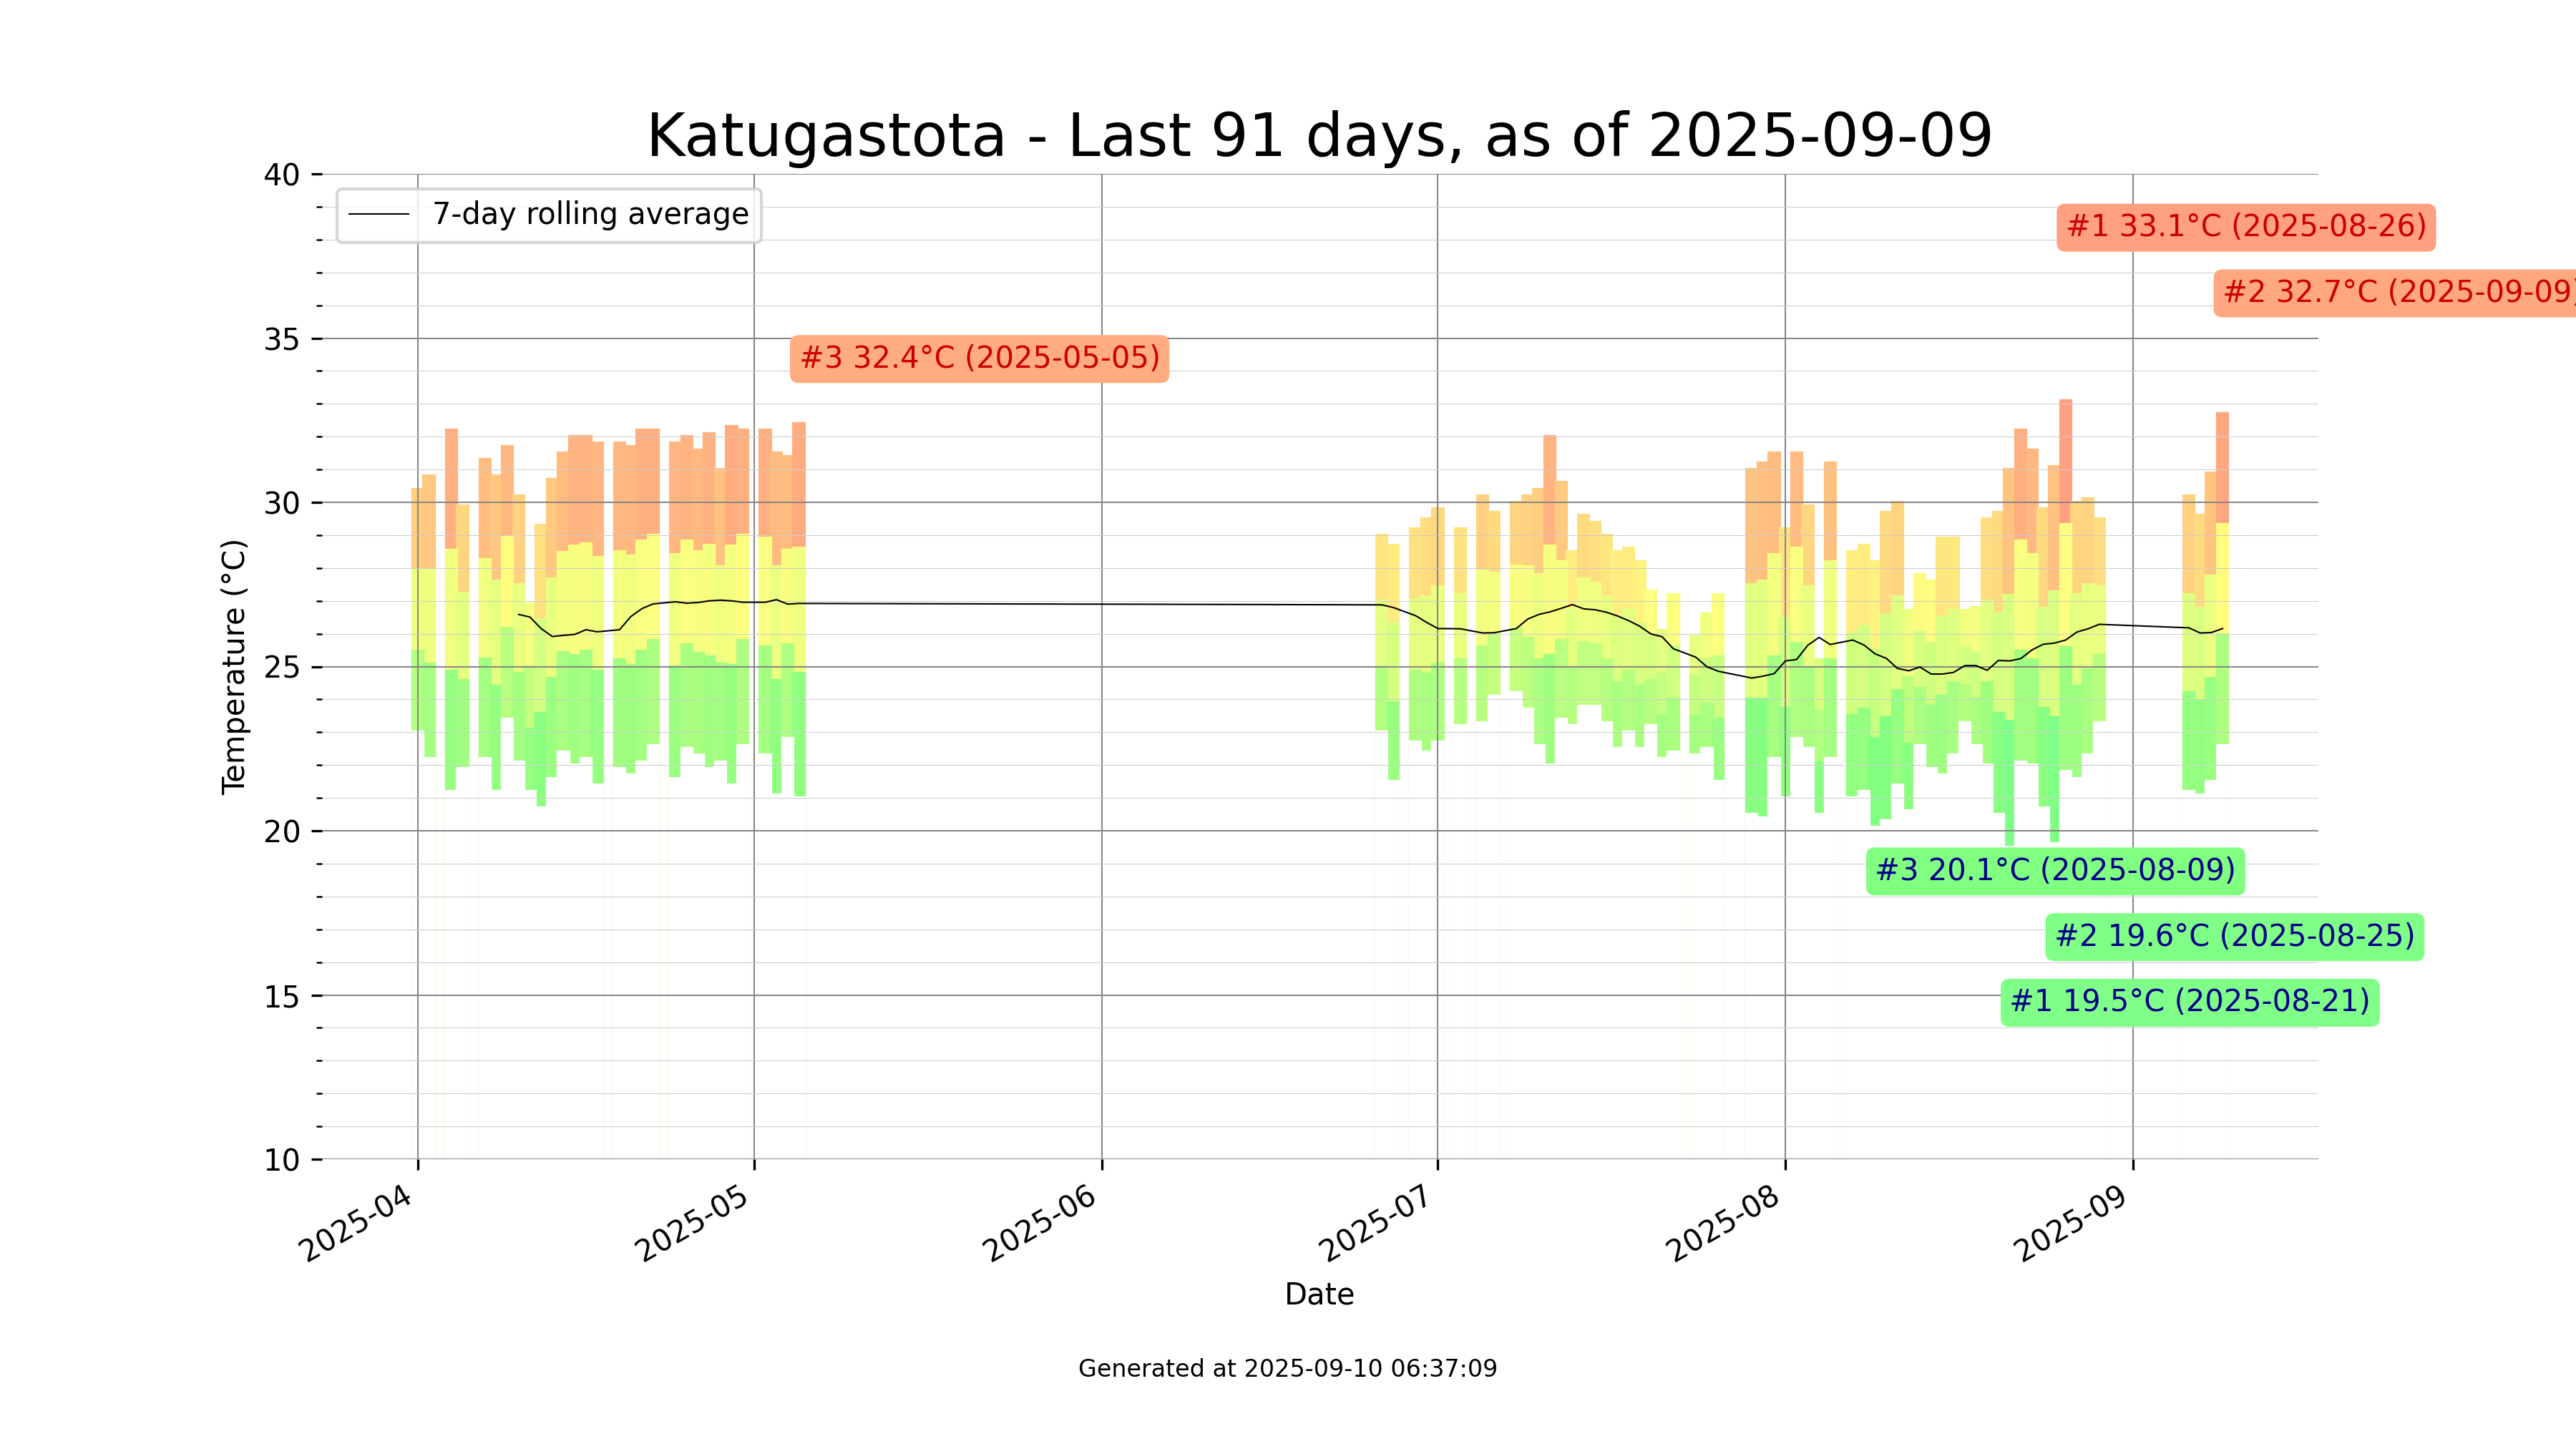 Katugastota - Last 91 days, as of 2025-09-09
40
7-day rolling average
#1 33.1°C (2025-08-26)
#2 32.7°C (2025-09-09)
35
#3 32.4°C (2025-05-05)
30
25
Temperature (°C)
20
#3 20.1°C (2025-08-09)
#2 19.6°C (2025-08-25)
15
#1 19.5°C (2025-08-21)
10
2025-04
2025-05
2025-06
2025-07
2025-08
2025-09
Date
Generated at 2025-09-10 06:37:09